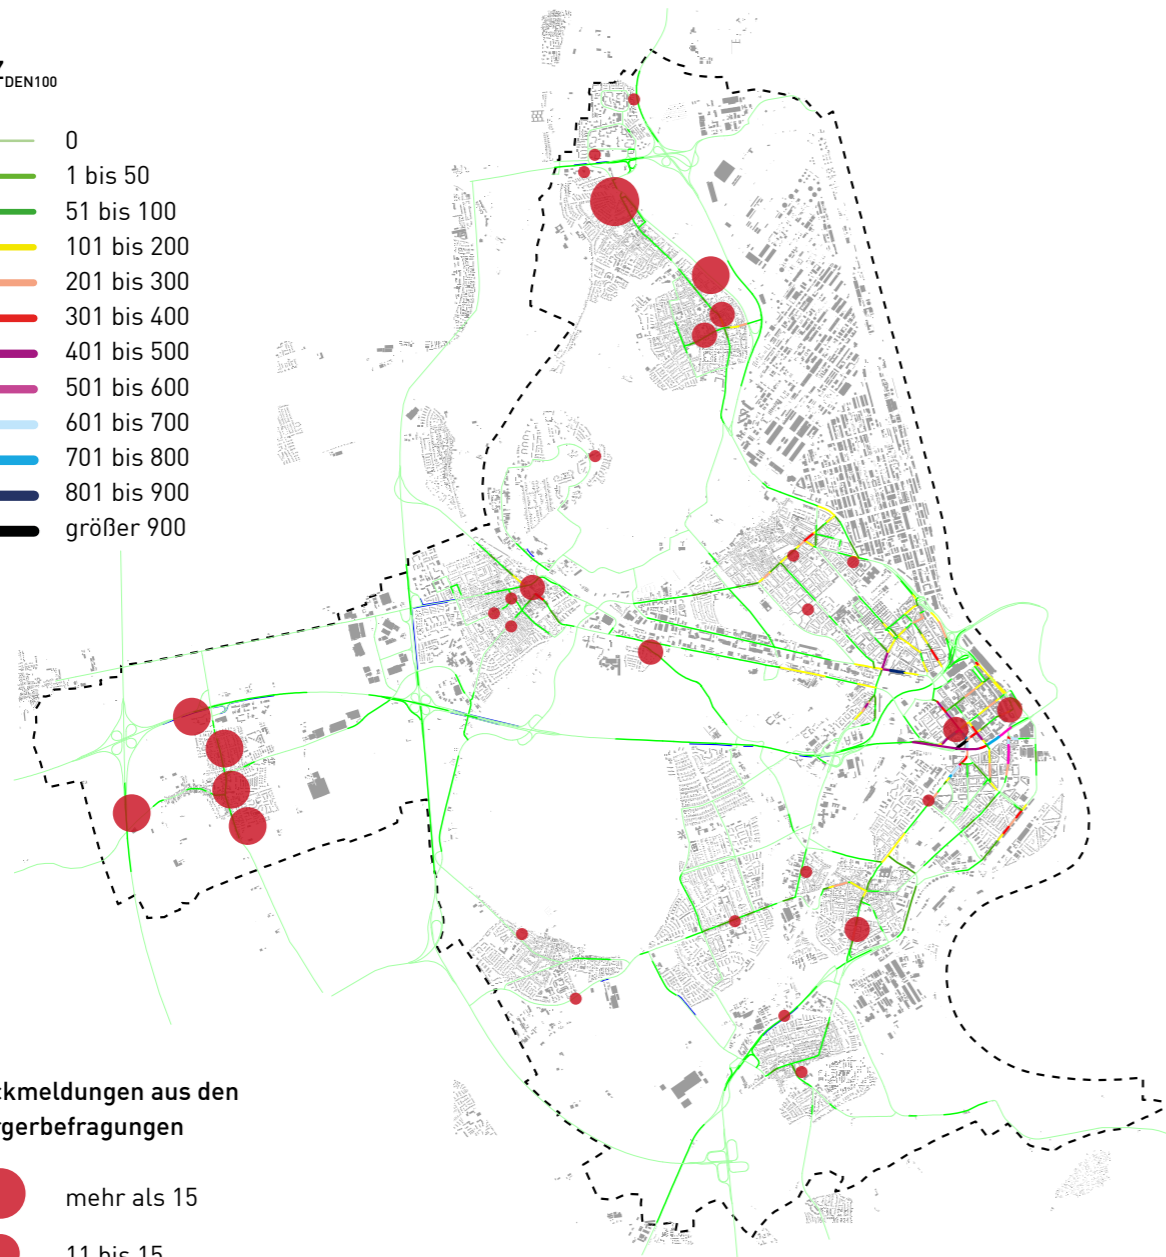 DEN100
0
1 bis 50
51 bis 100
101 bis 200
201 bis 300
301 bis 400
401 bis 500
501 bis 600
601 bis 700
701 bis 800
801 bis 900
größer 900
ckmeldungen aus den
rgerbefragungen
mehr als 15
11 bis 15